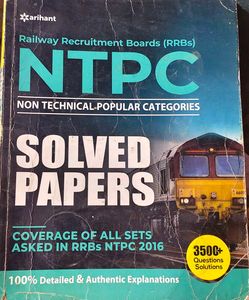 arihant
Railway Recruitment Boards (RRBs)
NTPC
NON TECHNICAL-POPULAR CATEGORIES
SOLVED
PAPERS
COVERAGE OF ALL SETS
ASKED IN RRBs NTPC 2016
3500+
Questions
Solutions
100% Detailed & Authentic Explanations